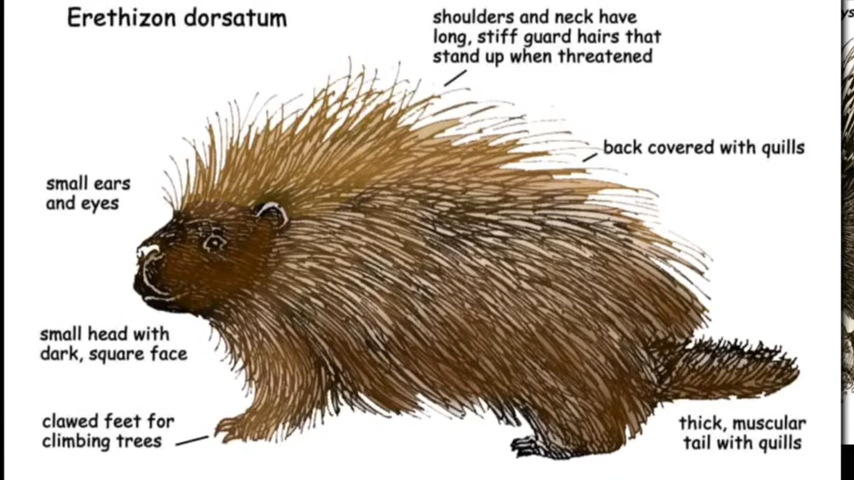 Erethizon dorsatum
shoulders and neck have
long, stiff guard hairs that
stand up when threatened
back covered with quills
small ears
and eyes
small head with
dark, square face
clawed feet for
climbing trees
thick, muscular
tail with quills